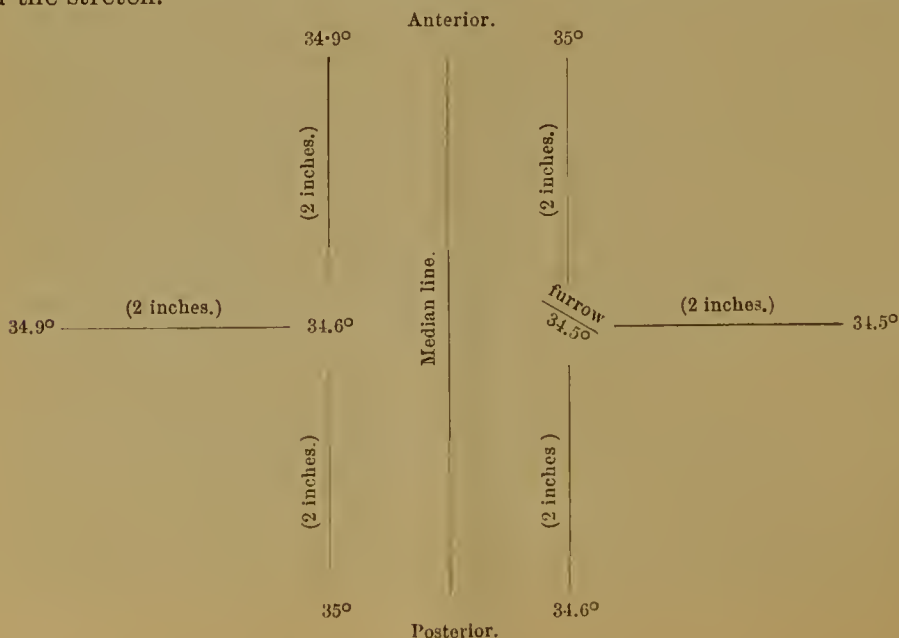 the stretch.
Anterior.
34·9° 35°
(2 inches.) (2 inches.)
Median line.
34.9° (2 inches.) 34.6° furrow 34.5° (2 inches.) 34.5°
(2 inches.) (2 inches )
35° 34.6°
Posterior.